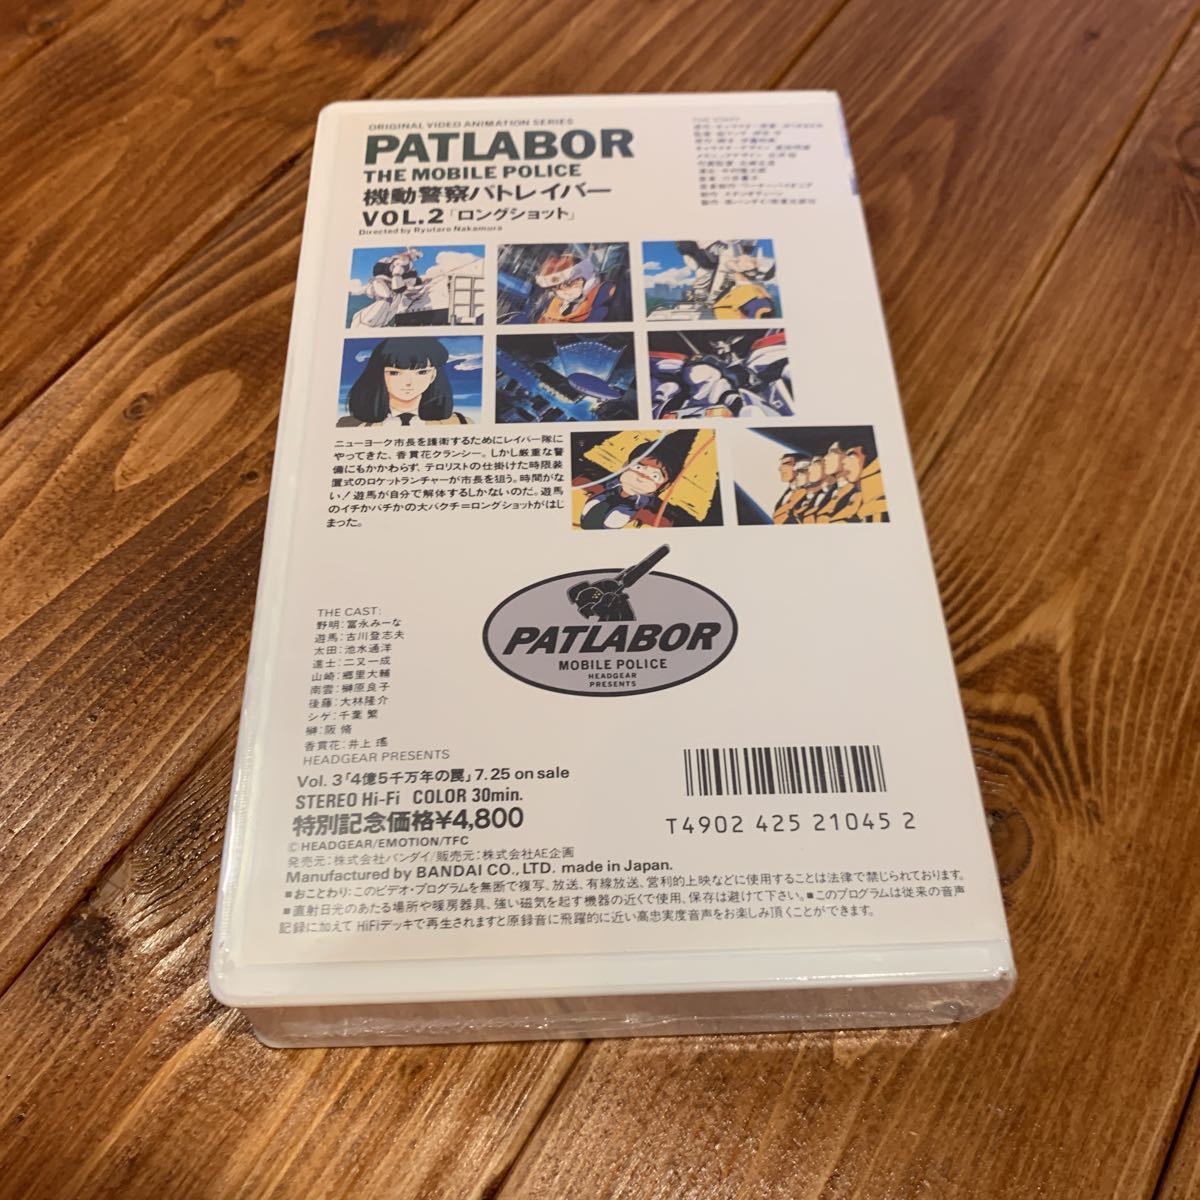 ORIGINAL VIDEO ANIMATION SERIES
PATLABOR
THE MOBILE POLICE
機動警察パトレイバー
VOL.2「ロングショット」
Directed by Ryutaro Nakamura
THE STAFF:
ニューヨーク市長を護衛するためにレイバー隊に
やってきた、香貫花クランシー。しかし厳重な警
備にもかかわらず、テロリストの仕掛けた時限装
置式のロケットランチャーが市長を狙う。時間がな
い!遊馬が自分で解体するしかないのだ。遊馬
のイチかバチかの大バクチ=ロングショットがはじ
まった。
PATLABOR
MOBILE POLICE
HEADGEAR
PRESENTS
THE CAST:
野明:冨永みーな
遊馬:古川登志夫
太田:池水通洋
進士:二又一成
山崎:郷里大輔
南雲:榊原良子
後藤:大林隆介
シゲ:千葉 繁
榊:阪 脩
香貫花:井上 瑤
HEADGEAR PRESENTS
Vol. 3「4億5千万年の罠」7.25 on sale
STEREO Hi-Fi COLOR 30min.
特別記念価格¥4,800
©HEADGEAR/EMOTION/TFC
発売元:株式会社バンダイ/販売元:株式会社AE企画
Manufactured by BANDAI CO., LTD. made in Japan.
T4902 425 21045 2
■おことわり:このビデオ・プログラムを無断で複写、放送、有線放送、営利的上映などに使用することは法律で禁じられております。
■直射日光のあたる場所や暖房器具、強い磁気を起す機器の近くで使用、保存は避けて下さい。■このプログラムは従来の音声
記録に加えて HiFiデッキで再生されますと原録音に飛躍的に近い高忠実度音声をお楽しみ頂くことができます。